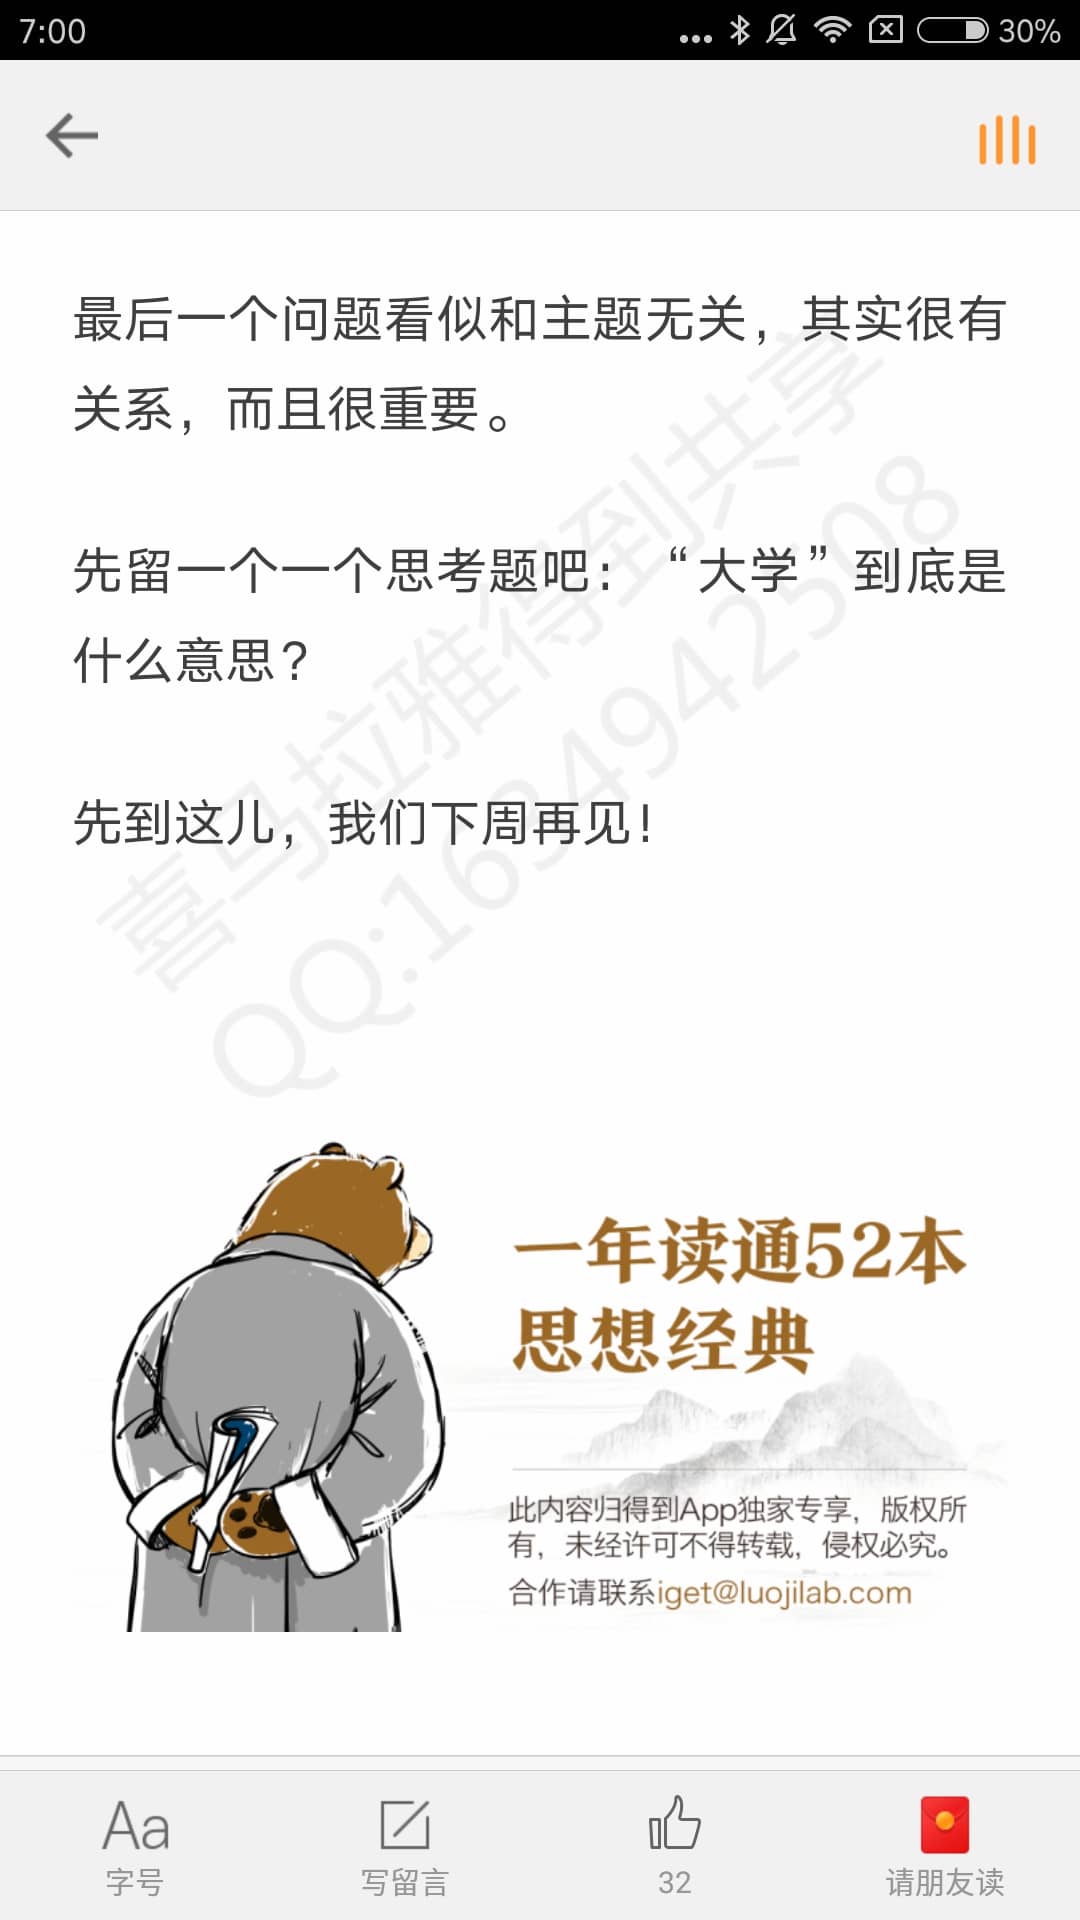 7:00
30%
最后一个问题看似和主题无关，其实很有
关系，而且很重要。
先留一个一个思考题吧：“大学”到底是
什么意思？
先到这儿，我们下周再见！
喜马拉雅得到共享
QQ:1634942508
一年读通52本
思想经典
此内容归得到App独家专享，版权所
有，未经许可不得转载，侵权必究。
合作请联系iget@luojilab.com
Aa
字号
写留言
32
请朋友读